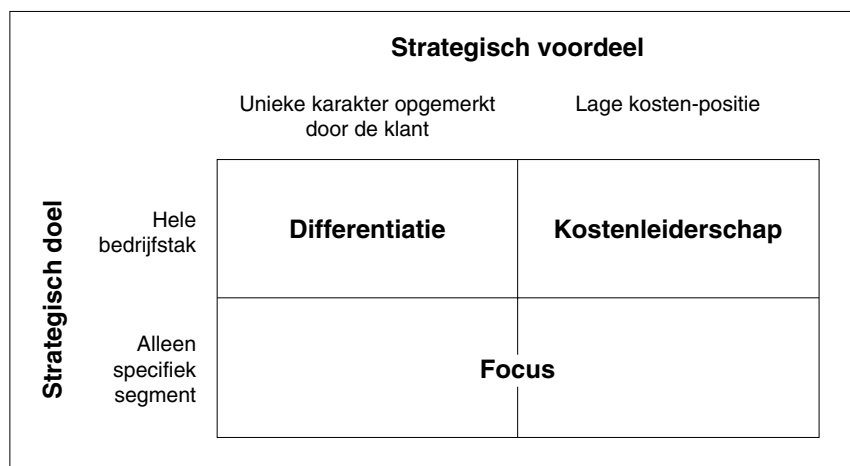 Strategisch voordeel
Unieke karakter opgemerkt
door de klant
Lage kosten-positie
Strategisch doel
Hele
bedrijfstak
Differentiatie
Kostenleiderschap
Alleen
specifiek
segment
Focus